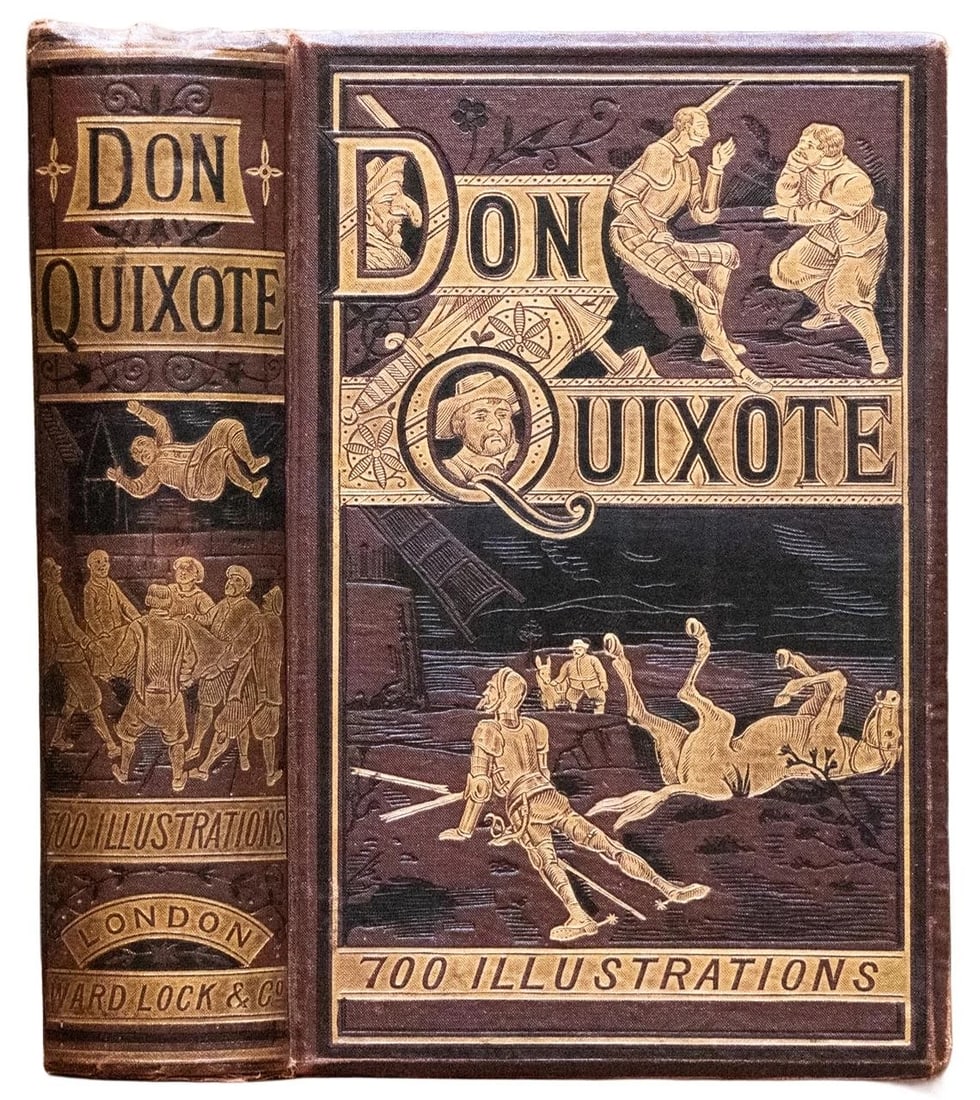 DON
QUIXOTE
700 ILLUSTRATIONS
LONDON
WARD LOCK & Co
DON
QUIXOTE
700 ILLUSTRATIONS